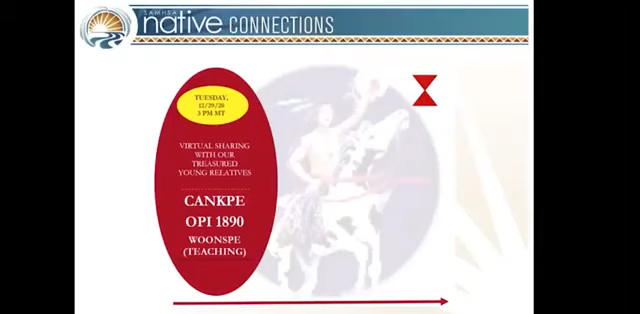 SAMHSA
native CONNECTIONS
TUESDAY,
12/29/20
3 PM MT
VIRTUAL SHARING
WITH OUR
TREASURED
YOUNG RELATIVES
CANKPE
OPI 1890
WOONSPE
(TEACHING)